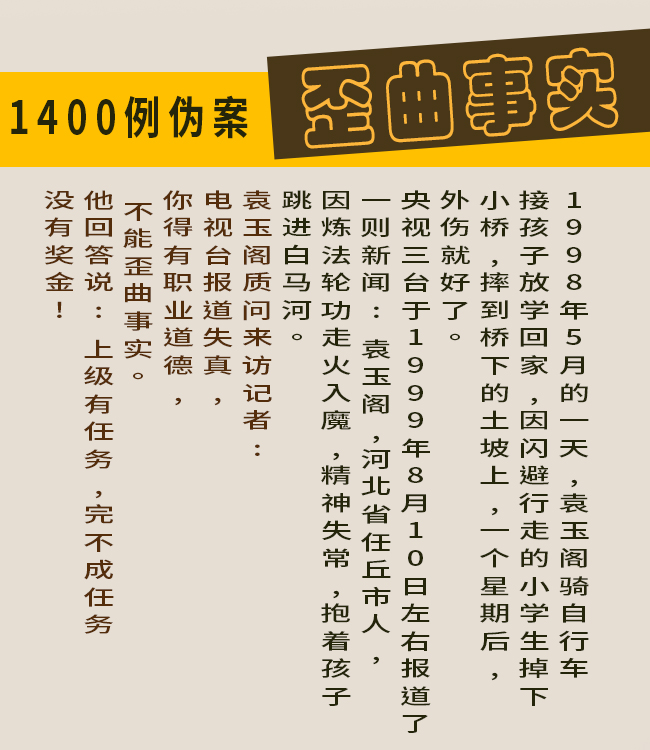 1400例伪案
歪曲事实
1998年5月的一天,袁玉阁骑自行车
接孩子放学回家,因闪避行走的小学生掉下
小桥,摔到桥下的土坡上,一个星期后,
外伤就好了。
央视三台于1999年8月10日左右报道了
一则新闻:袁玉阁,河北省任丘市人,
因炼法轮功走火入魔,精神失常,抱着孩子
跳进白马河。
袁玉阁质问来访记者:
电视台报道失真,
你得有职业道德,
不能歪曲事实。
他回答说:上级有任务,完不成任务
没有奖金!